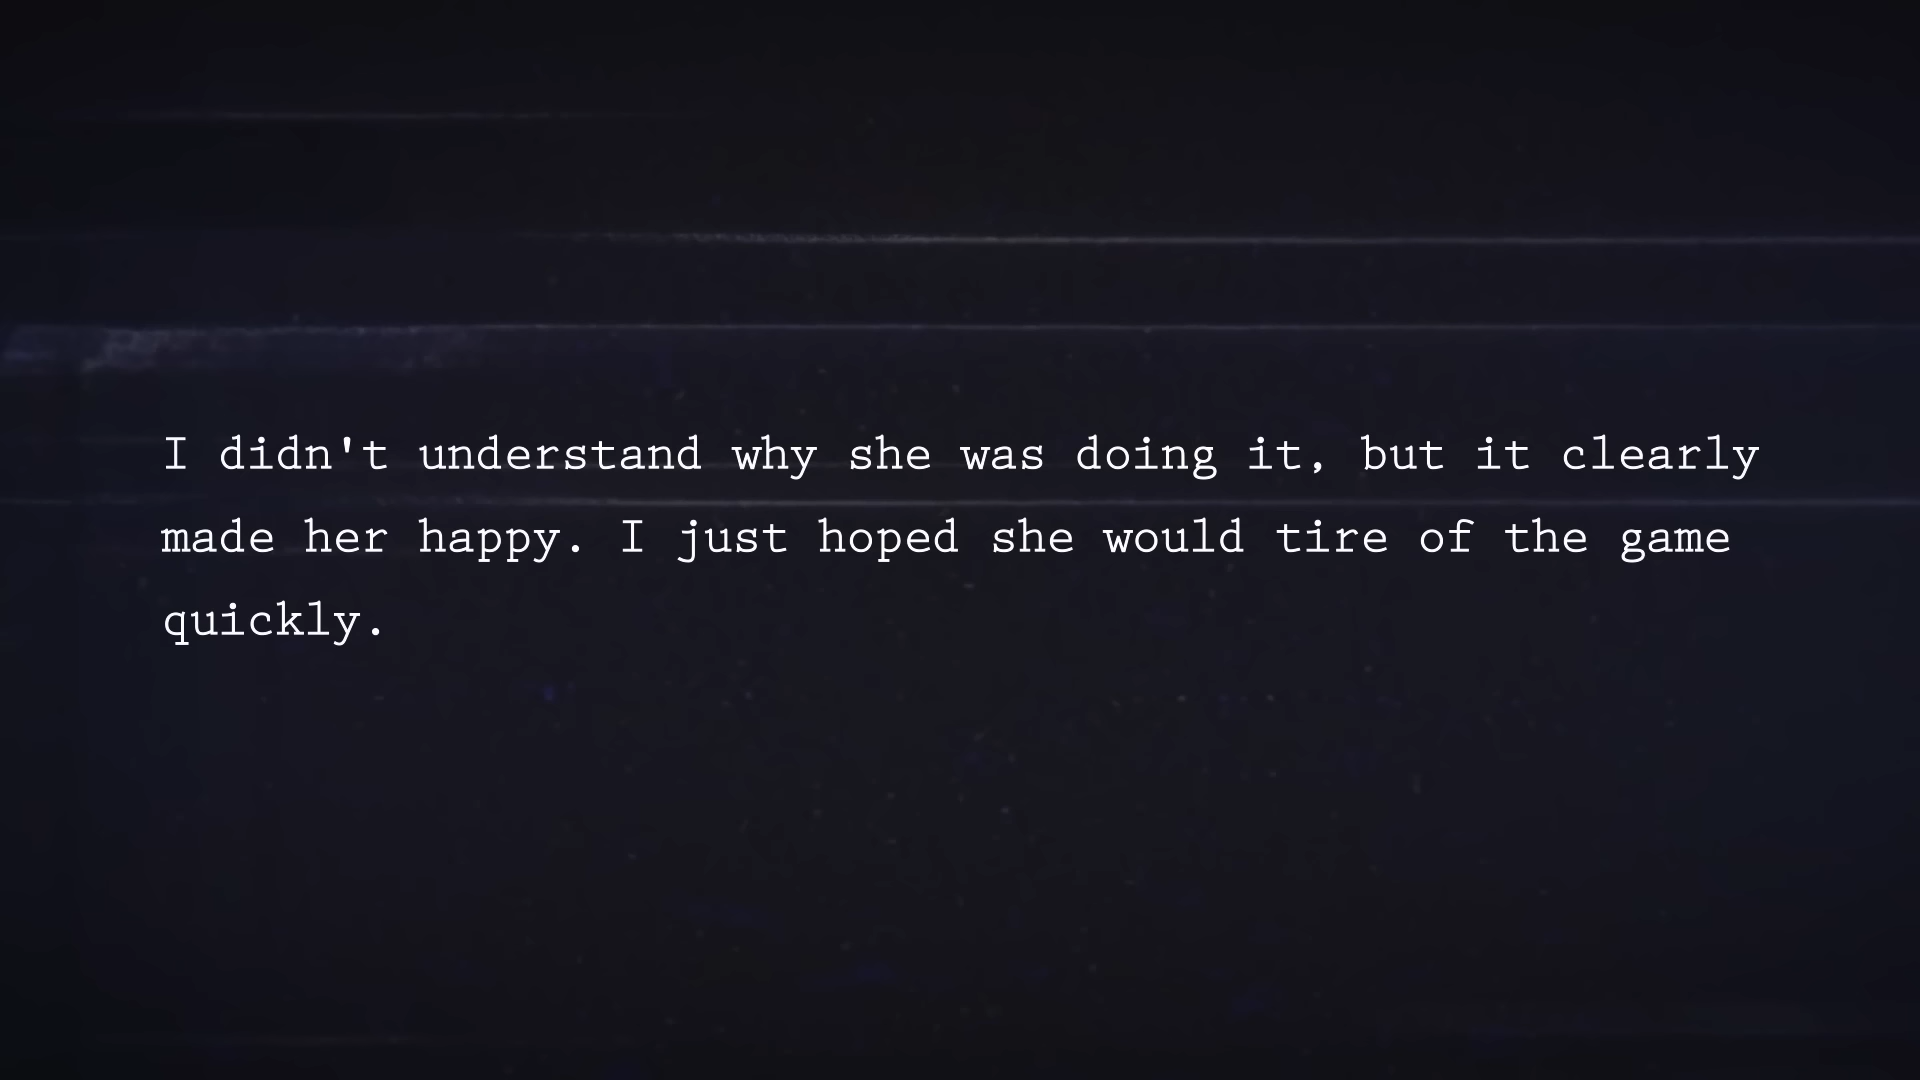 I didn't understand why she was doing it, but it clearly
made her happy. I just hoped she would tire of the game
quickly.